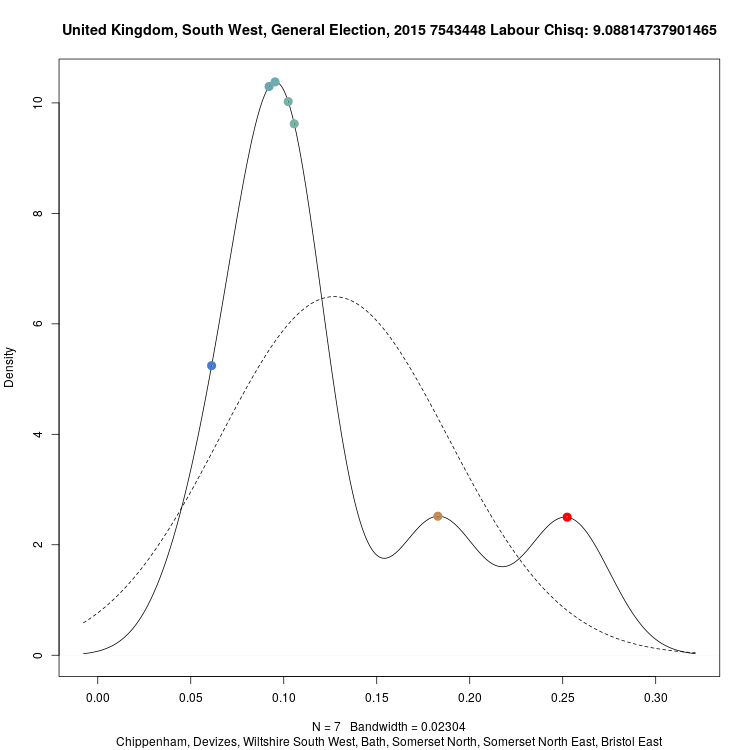 United Kingdom, South West, General Election, 2015 7543448 Labour Chisq: 9.08814737901465
Density
0
2
4
6
8
10
0.00 0.05 0.10 0.15 0.20 0.25 0.30
N = 7 Bandwidth = 0.02304
Chippenham, Devizes, Wiltshire South West, Bath, Somerset North, Somerset North East, Bristol East